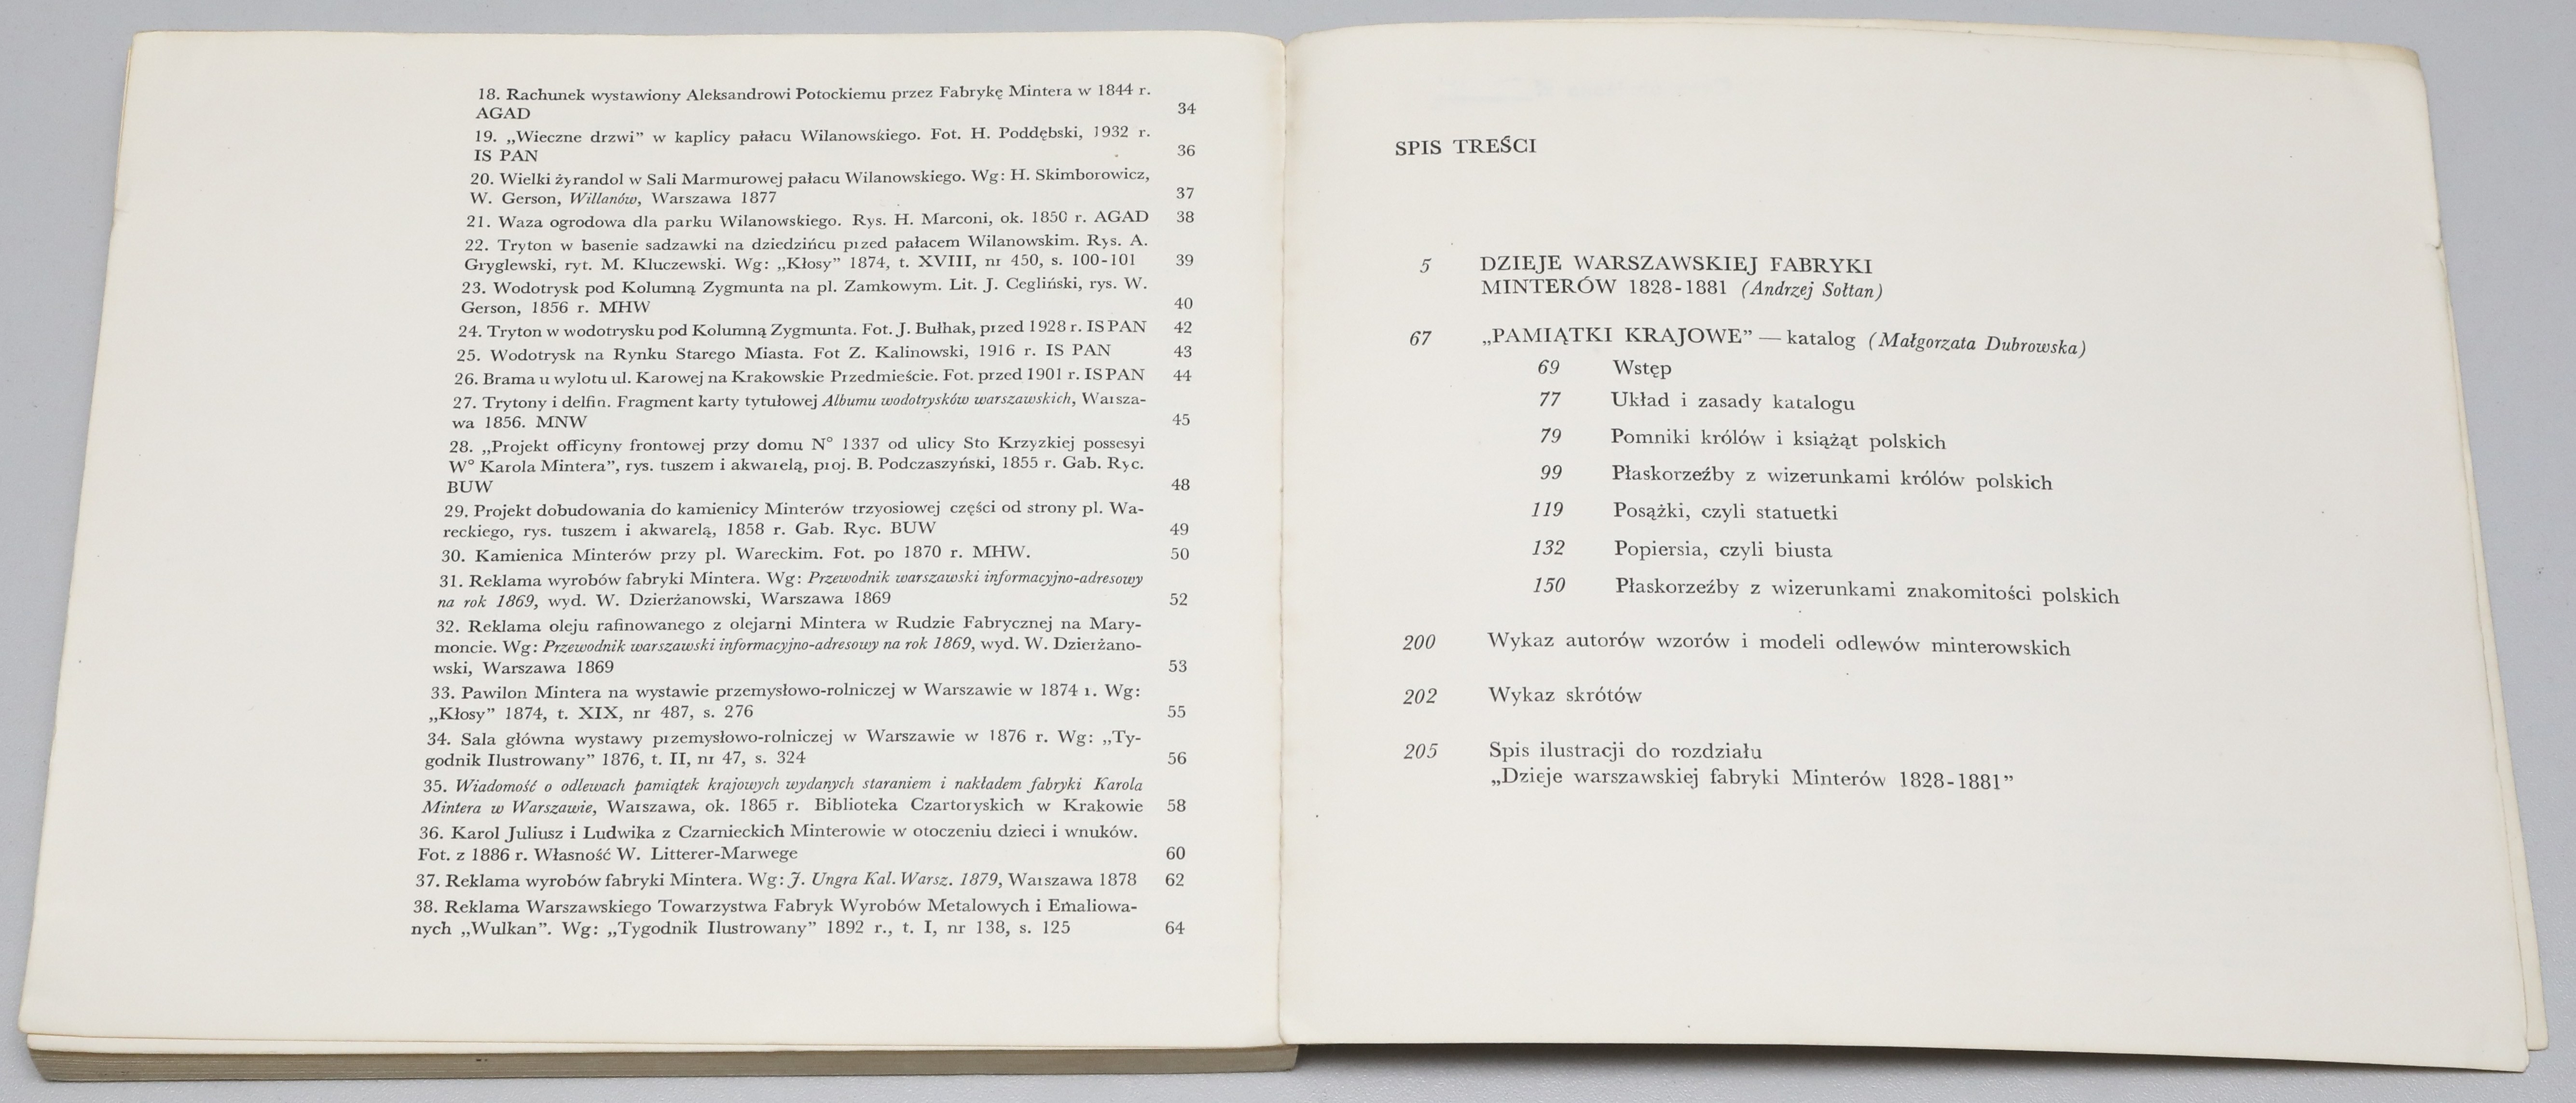 18. Rachunek wystawiony Aleksandrowi Potockiemu przez Fabrykę Mintera w 1844 r.
AGAD 34
19. „Wieczne drzwi” w kaplicy pałacu Wilanowskiego. Fot. H. Poddębski, 1932 r.
IS PAN 36
20. Wielki żyrandol w Sali Marmurowej pałacu Wilanowskiego. Wg: H. Skimborowicz,
W. Gerson, Willanów, Warszawa 1877 37
21. Waza ogrodowa dla parku Wilanowskiego. Rys. H. Marconi, ok. 1850 r. AGAD 38
22. Tryton w basenie sadzawki na dziedzińcu przed pałacem Wilanowskim. Rys. A.
Gryglewski, ryt. M. Kluczewski. Wg: „Kłosy” 1874, t. XVIII, nr 450, s. 100-101 39
23. Wodotrysk pod Kolumną Zygmunta na pl. Zamkowym. Lit. J. Cegliński, rys. W.
Gerson, 1856 r. MHW 40
24. Tryton w wodotrysku pod Kolumną Zygmunta. Fot. J. Bułhak, przed 1928 r. IS PAN 42
25. Wodotrysk na Rynku Starego Miasta. Fot Z. Kalinowski, 1916 r. IS PAN 43
26. Brama u wylotu ul. Karowej na Krakowskie Przedmieście. Fot. przed 1901 r. IS PAN 44
27. Trytony i delfin. Fragment karty tytułowej Albumu wodotrysków warszawskich, Warsza-
wa 1856. MNW 45
28. „Projekt officyny frontowej przy domu N° 1337 od ulicy Sto Krzyzkiej possesyi
W° Karola Mintera”, rys. tuszem i akwarelą, proj. B. Podczaszyński, 1855 r. Gab. Ryc.
BUW 48
29. Projekt dobudowania do kamienicy Minterów trzyosiowej części od strony pl. Wa-
reckiego, rys. tuszem i akwarelą, 1858 r. Gab. Ryc. BUW 49
30. Kamienica Minterów przy pl. Wareckim. Fot. po 1870 r. MHW. 50
31. Reklama wyrobów fabryki Mintera. Wg: Przewodnik warszawski informacyjno-adresowy
na rok 1869, wyd. W. Dzierżanowski, Warszawa 1869 52
32. Reklama oleju rafinowanego z olejarni Mintera w Rudzie Fabrycznej na Mary-
moncie. Wg: Przewodnik warszawski informacyjno-adresowy na rok 1869, wyd. W. Dzierżano-
wski, Warszawa 1869 53
33. Pawilon Mintera na wystawie przemysłowo-rolniczej w Warszawie w 1874 r. Wg:
„Kłosy” 1874, t. XIX, nr 487, s. 276 55
34. Sala główna wystawy przemysłowo-rolniczej w Warszawie w 1876 r. Wg: „Ty-
godnik Ilustrowany” 1876, t. II, nr 47, s. 324 56
35. Wiadomość o odlewach pamiątek krajowych wydanych staraniem i nakładem fabryki Karola
Mintera w Warszawie, Warszawa, ok. 1865 r. Biblioteka Czartoryskich w Krakowie 58
36. Karol Juliusz i Ludwika z Czarnieckich Minterowie w otoczeniu dzieci i wnuków.
Fot. z 1886 r. Własność W. Litterer-Marwege 60
37. Reklama wyrobów fabryki Mintera. Wg: J. Ungra Kal. Warsz. 1879, Warszawa 1878 62
38. Reklama Warszawskiego Towarzystwa Fabryk Wyrobów Metalowych i Emaliowa-
nych „Wulkan”. Wg: „Tygodnik Ilustrowany” 1892 r., t. I, nr 138, s. 125 64
SPIS TREŚCI
5 DZIEJE WARSZAWSKIEJ FABRYKI
MINTERÓW 1828-1881 (Andrzej Sołtan)
67 „PAMIĄTKI KRAJOWE” — katalog (Małgorzata Dubrowska)
69 Wstęp
77 Układ i zasady katalogu
79 Pomniki królów i książąt polskich
99 Płaskorzeźby z wizerunkami królów polskich
119 Posążki, czyli statuetki
132 Popiersia, czyli biusta
150 Płaskorzeźby z wizerunkami znakomitości polskich
200 Wykaz autorów wzorów i modeli odlewów minterowskich
202 Wykaz skrótów
205 Spis ilustracji do rozdziału
„Dzieje warszawskiej fabryki Minterów 1828-1881”